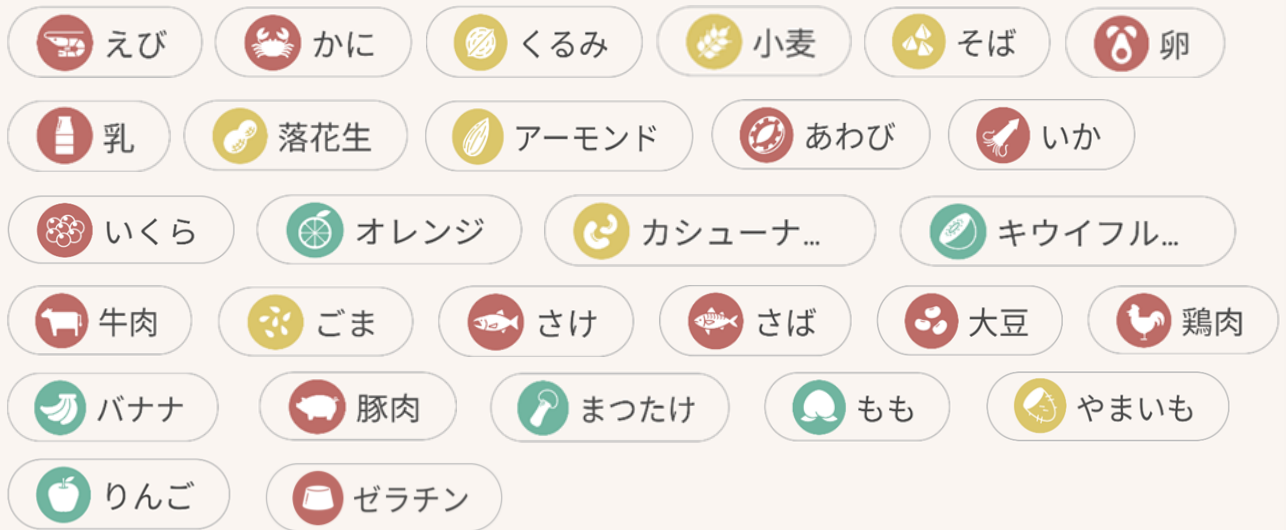 えび かに くるみ 小麦 そば 卵
乳 落花生 アーモンド あわび いか
いくら オレンジ カシューナ... キウイフル...
牛肉 ごま さけ さば 大豆 鶏肉
バナナ 豚肉 まつたけ もも やまいも
りんご ゼラチン